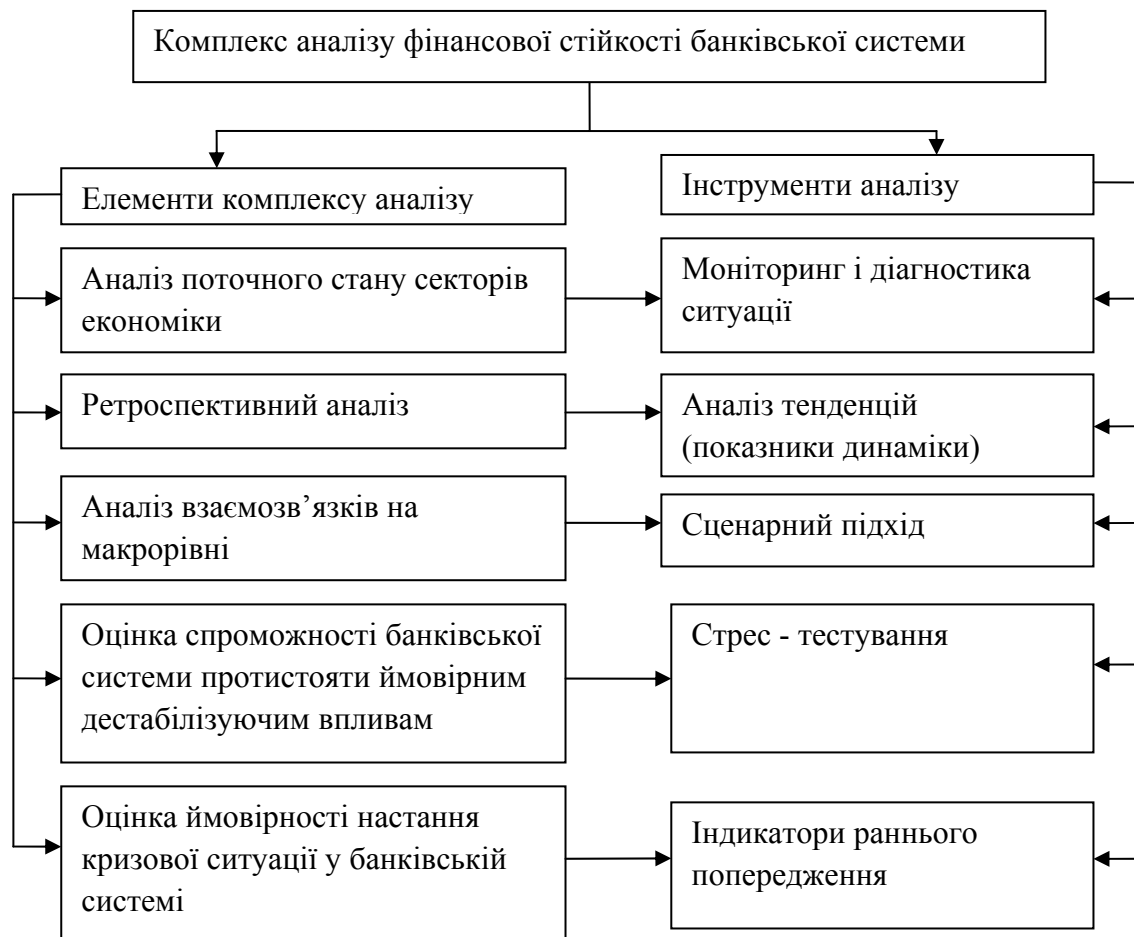 Комплекс аналізу фінансової стійкості банківської системи
Елементи комплексу аналізу
Інструменти аналізу
Аналіз поточного стану секторів
економіки
Моніторинг і діагностика
ситуації
Ретроспективний аналіз
Аналіз тенденцій
(показники динаміки)
Аналіз взаємозв’язків на
макрорівні
Сценарний підхід
Оцінка спроможності банківської
системи протистояти ймовірним
дестабілізуючим впливам
Стрес - тестування
Оцінка ймовірності настання
кризової ситуації у банківській
системі
Індикатори раннього
попередження